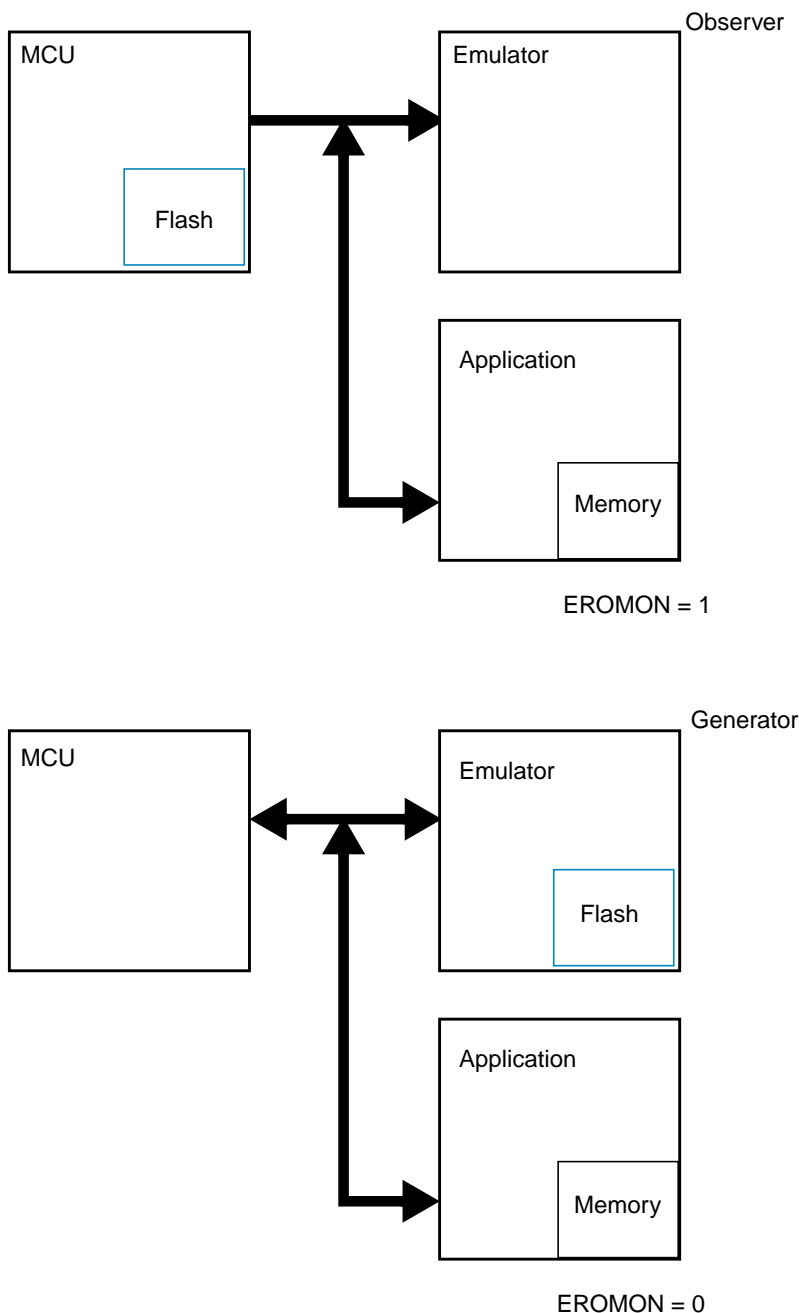 Observer
MCU
Emulator
Flash
Application
Memory
EROMON = 1
Generator
MCU
Emulator
Flash
Application
Memory
EROMON = 0